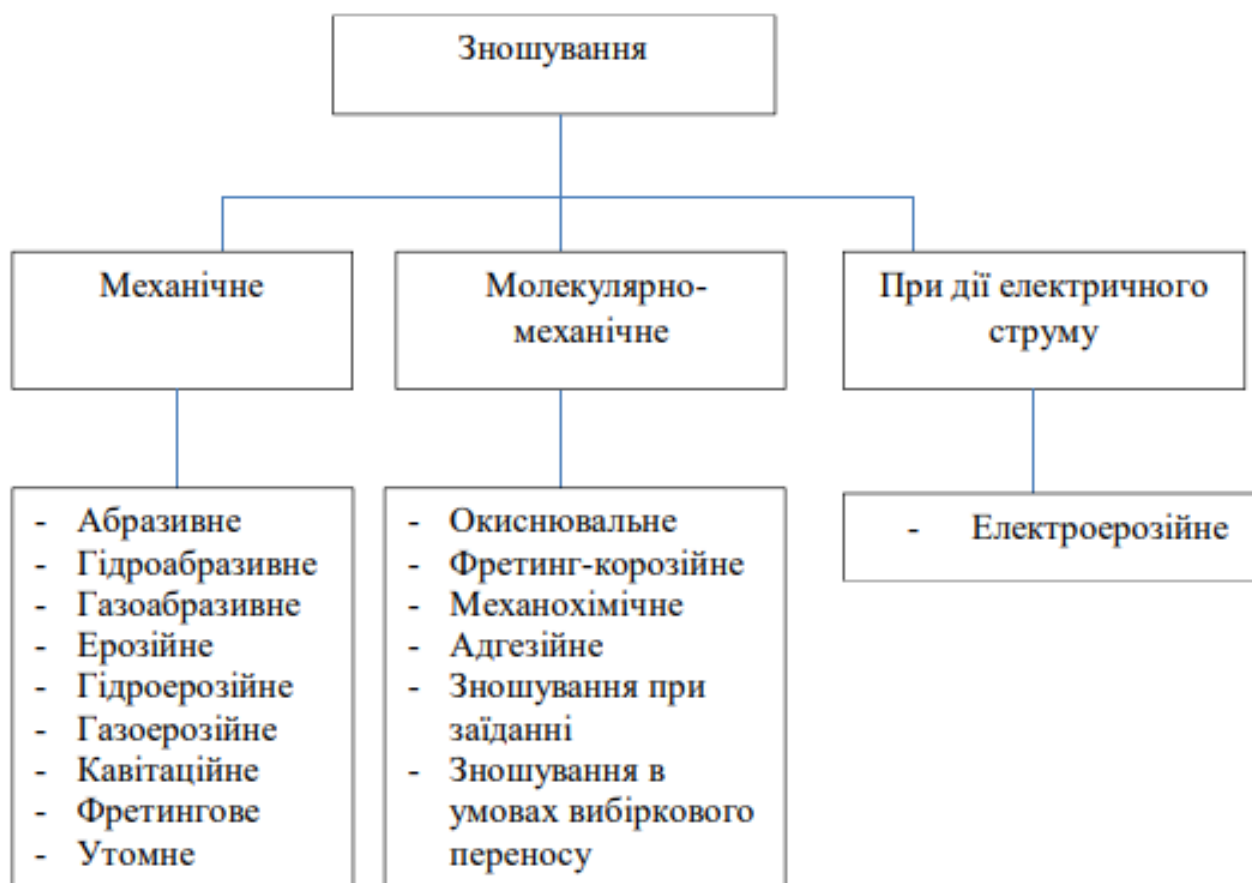 Зношування
Механічне
Молекулярно-
механічне
При дії електричного
струму
- Абразивне
- Гідроабразивне
- Газоабразивне
- Ерозійне
- Гідроерозійне
- Газоерозійне
- Кавітаційне
- Фретингове
- Утомне
- Окиснювальне
- Фретинг-корозійне
- Механохімічне
- Адгезійне
- Зношування при
заїданні
- Зношування в
умовах вибіркового
переносу
- Електроерозійне